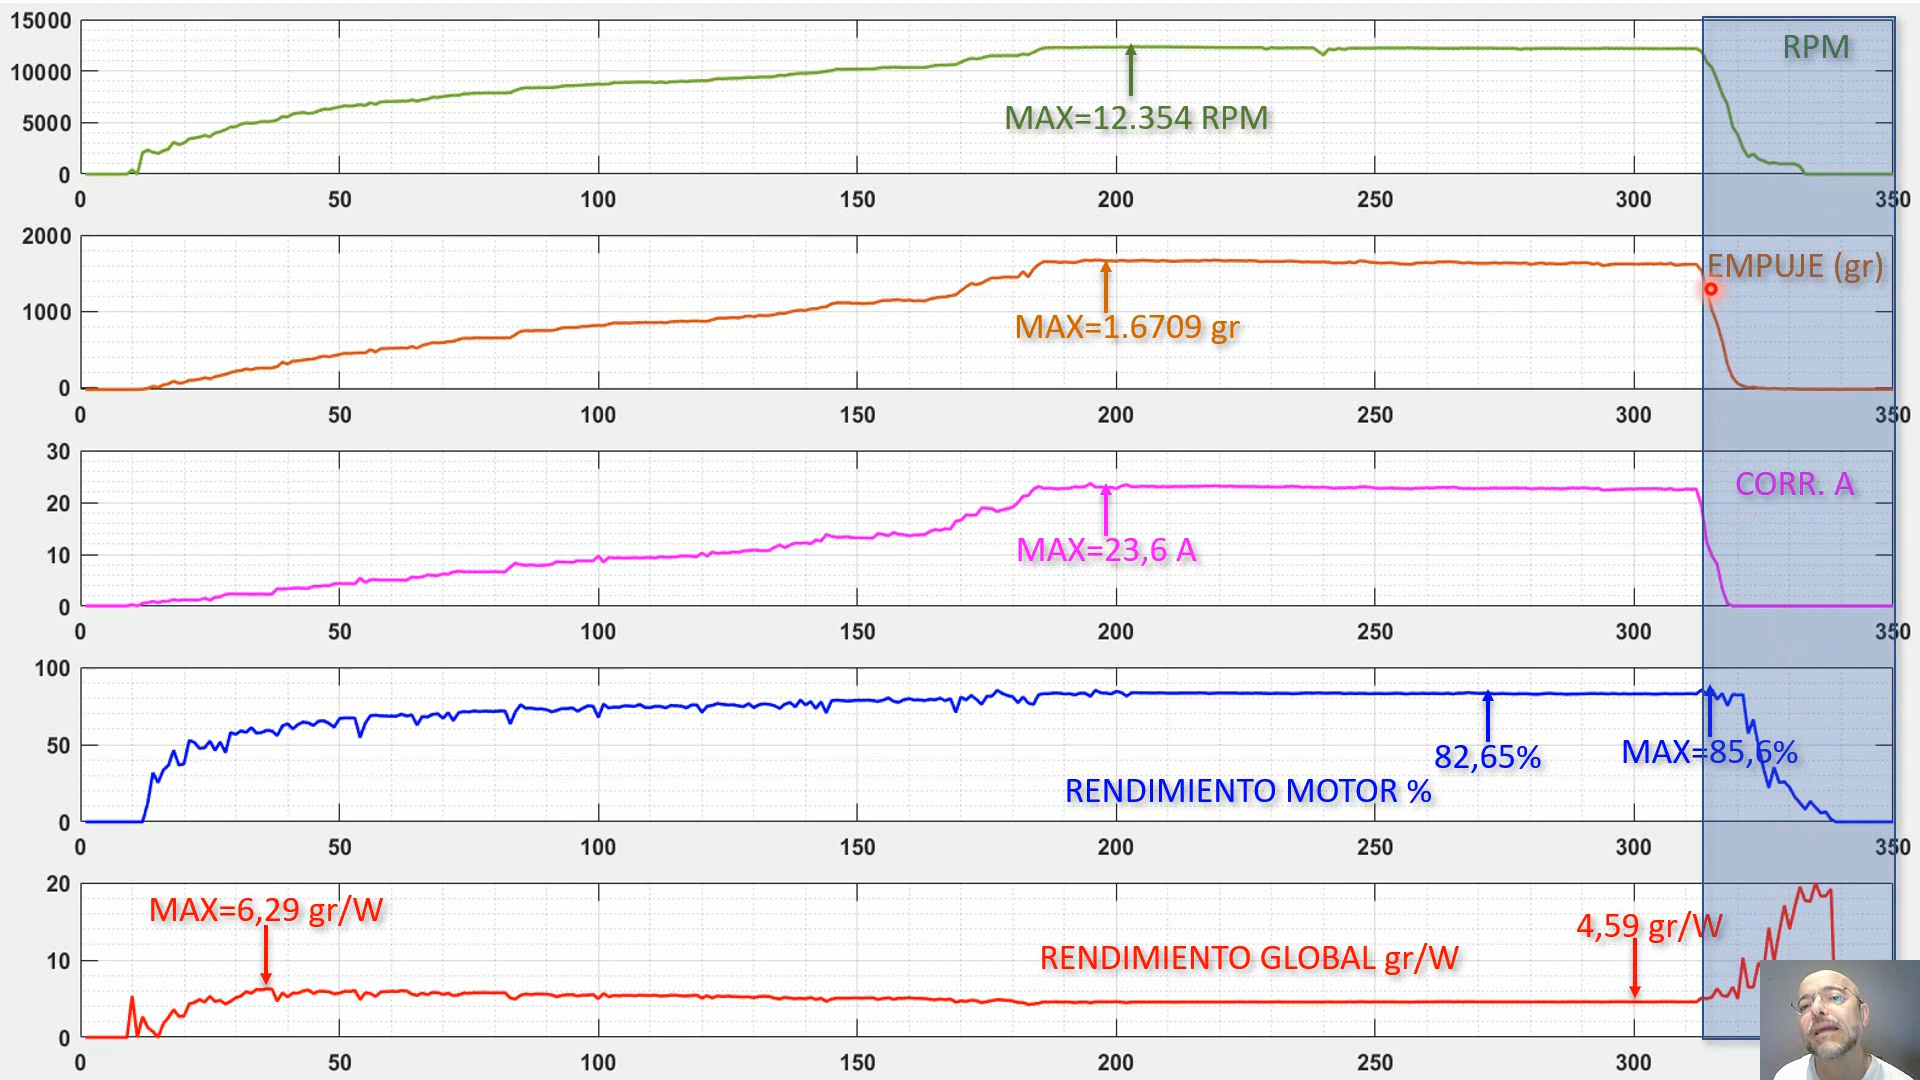 15000
10000
5000
0
RPM
MAX=12.354 RPM
0 50 100 150 200 250 300 350
2000
1000
0
EMPUJE (gr)
MAX=1.6709 gr
0 50 100 150 200 250 300 350
30
20
10
0
CORR. A
MAX=23,6 A
0 50 100 150 200 250 300 350
100
50
0
82,65%
MAX=85,6%
RENDIMIENTO MOTOR %
0 50 100 150 200 250 300 350
20
10
0
MAX=6,29 gr/W
4,59 gr/W
RENDIMIENTO GLOBAL gr/W
0 50 100 150 200 250 300